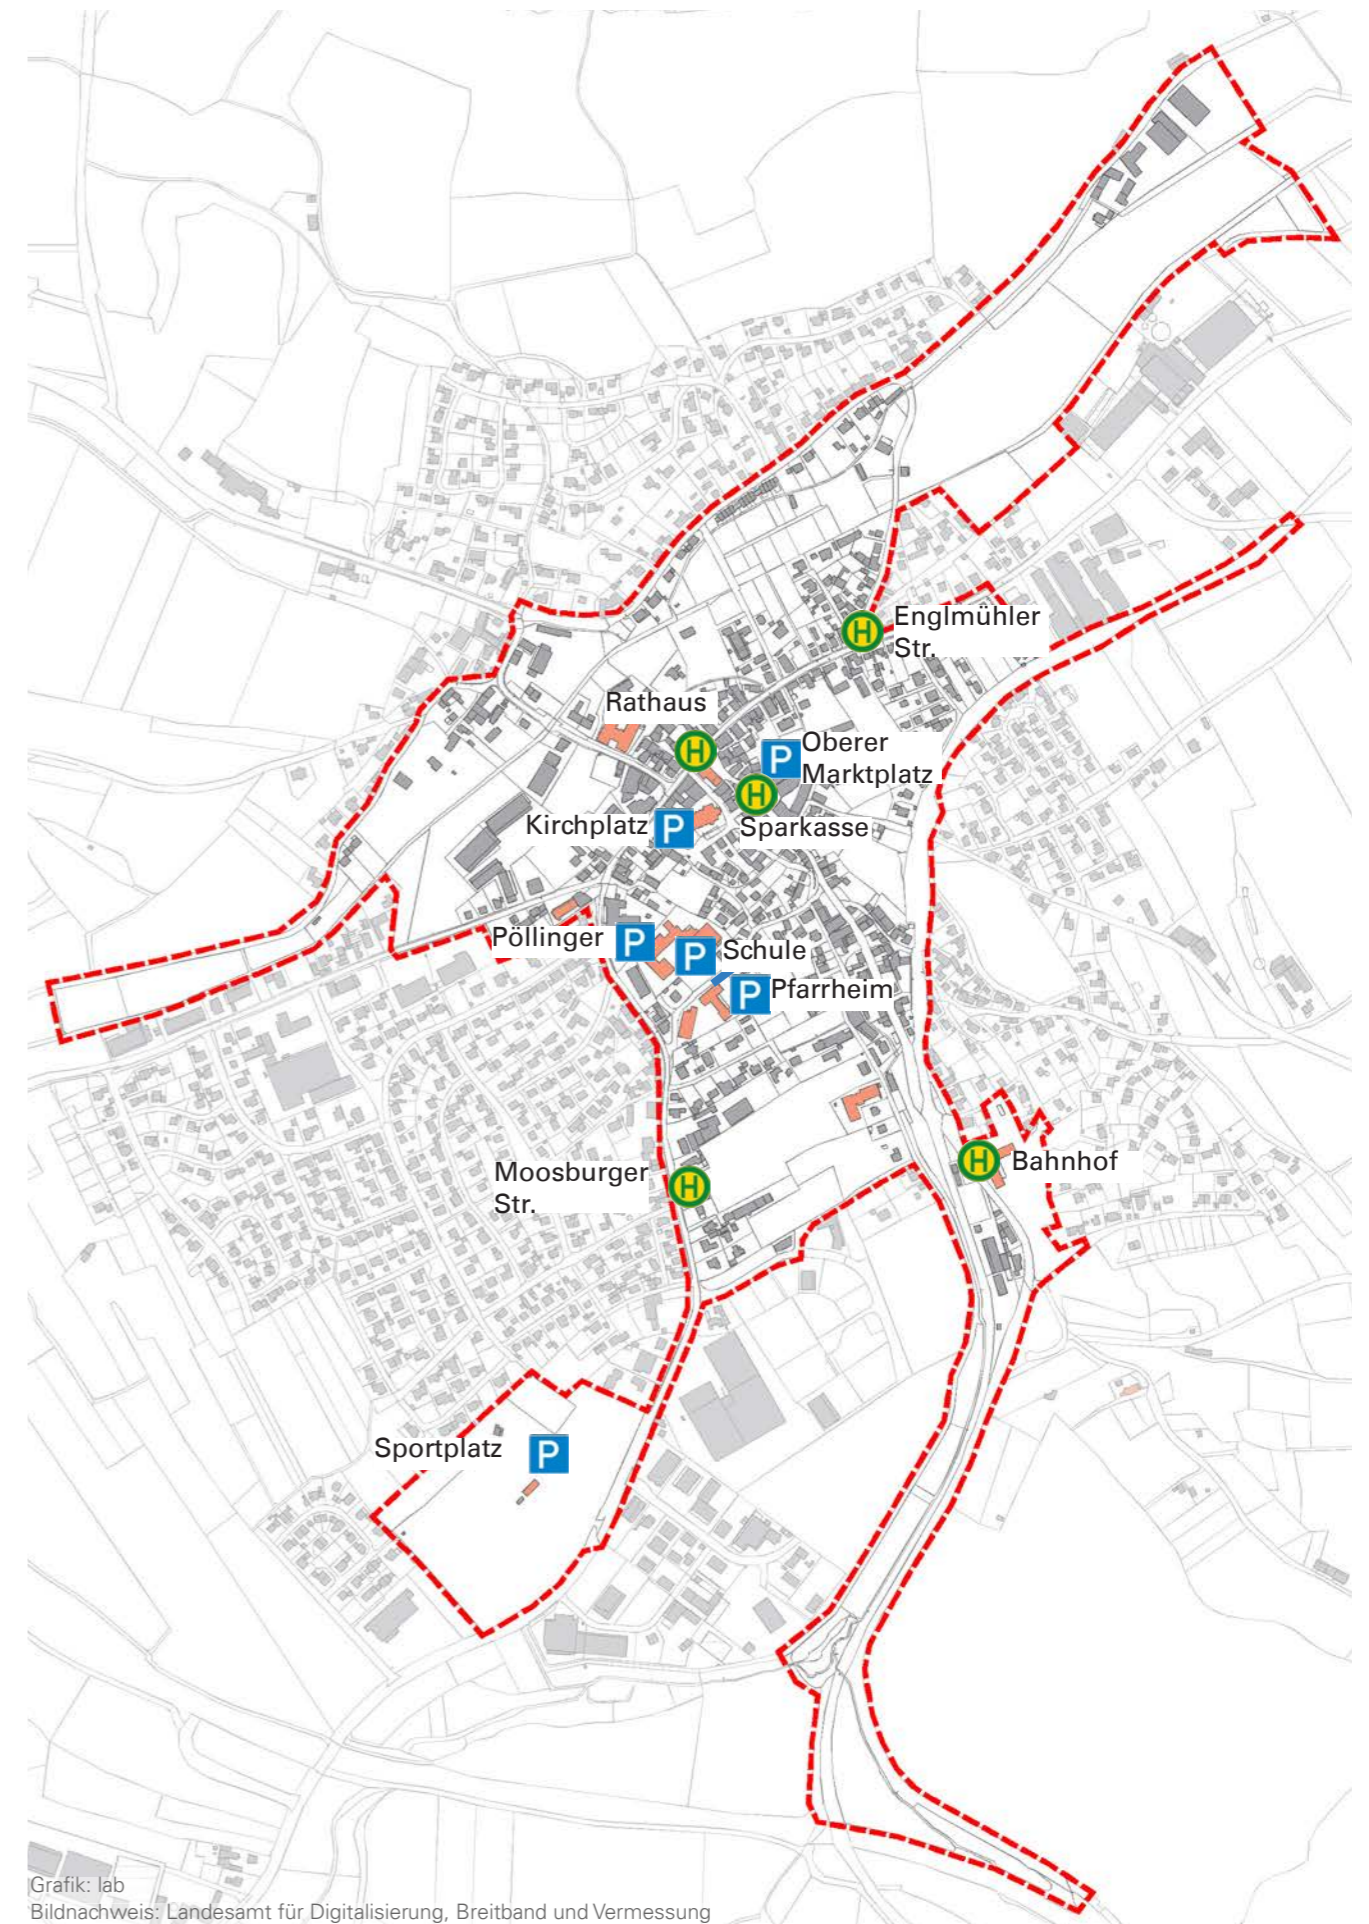 Englmühler
Str.
H
Rathaus
H
P
Oberer
Marktplatz
H
Kirchplatz
P
Sparkasse
Pöllinger
P
P
Schule
P
Pfarrheim
Moosburger
Str.
H
H
Bahnhof
Sportplatz
P
Grafik: lab
Bildnachweis: Landesamt für Digitalisierung, Breitband und Vermessung